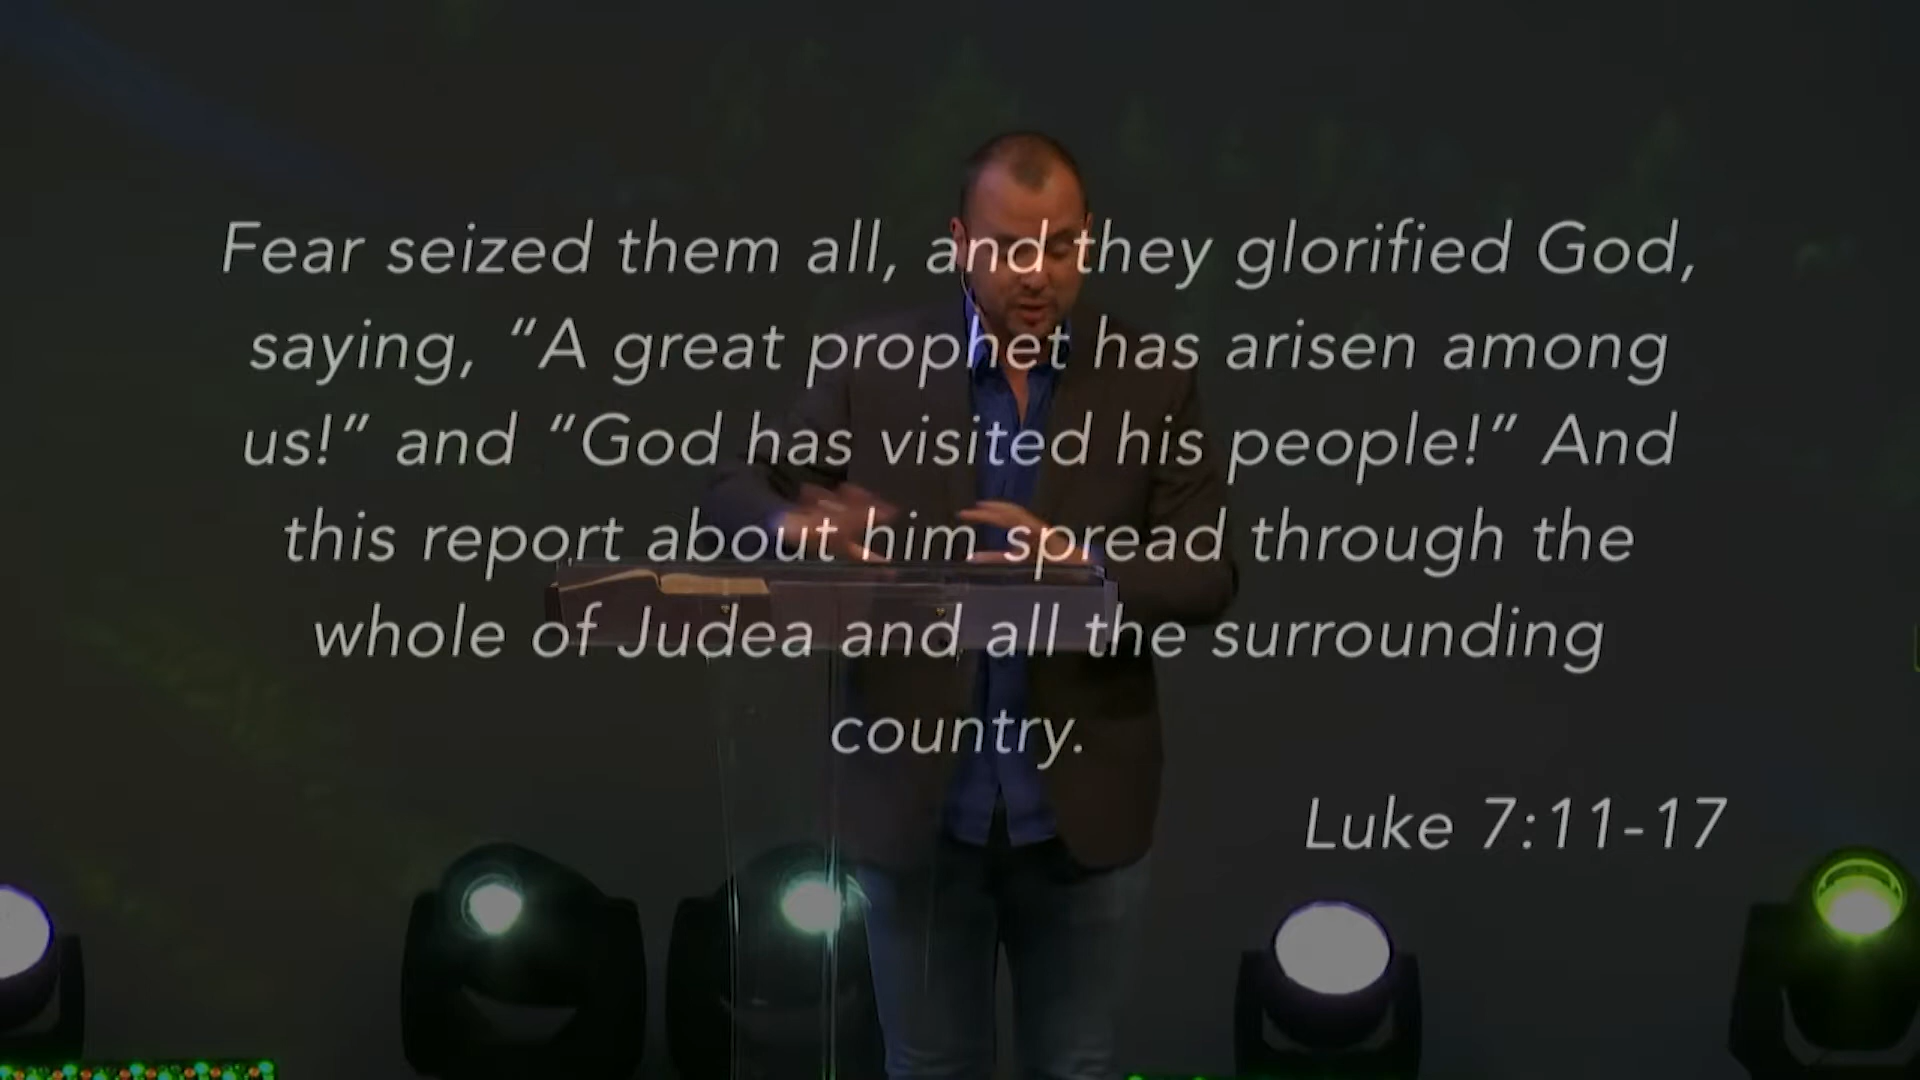 Fear seized them all, and they glorified God,
saying, “A great prophet has arisen among
us!” and “God has visited his people!” And
this report about him spread through the
whole of Judea and all the surrounding
country.
Luke 7:11-17